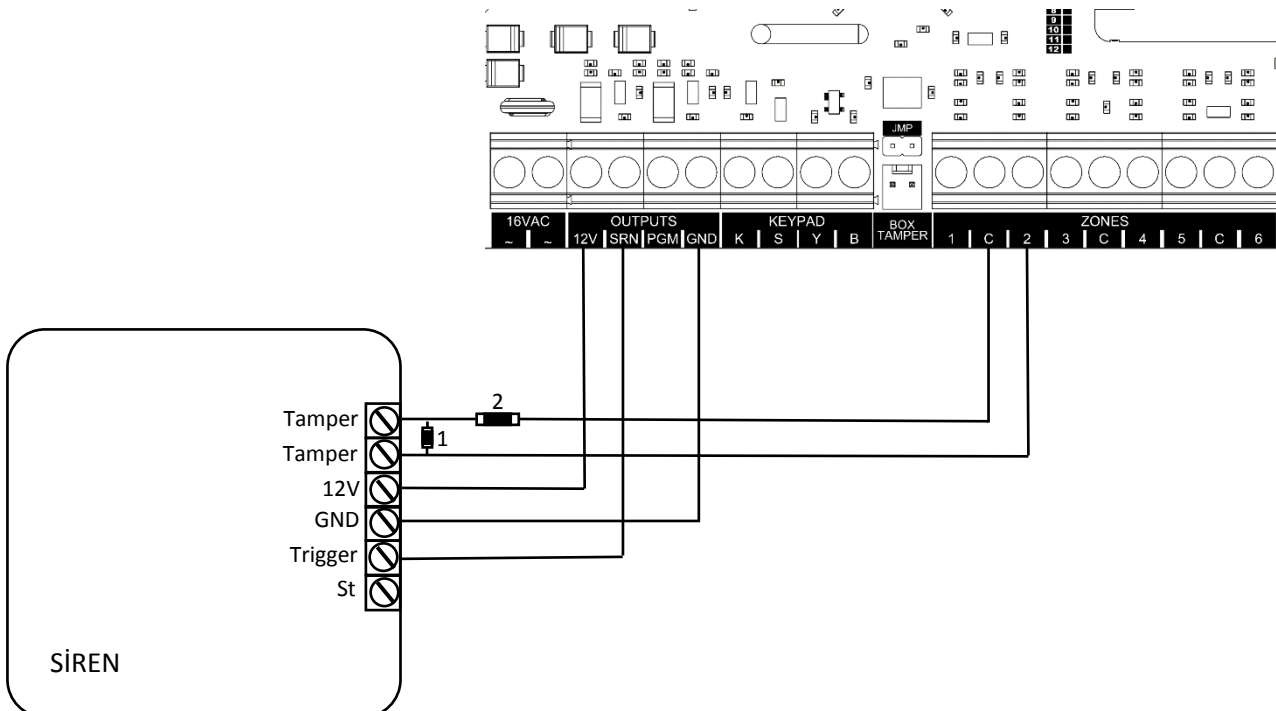 8
9
10
11
12
JMP
16VAC OUTPUTS KEYPAD BOX TAMPER ZONES
~ ~ 12V SRN PGM GND K S Y B 1 C 2 3 C 4 5 C 6
2
Tamper
1
Tamper
12V
GND
Trigger
St
SİREN